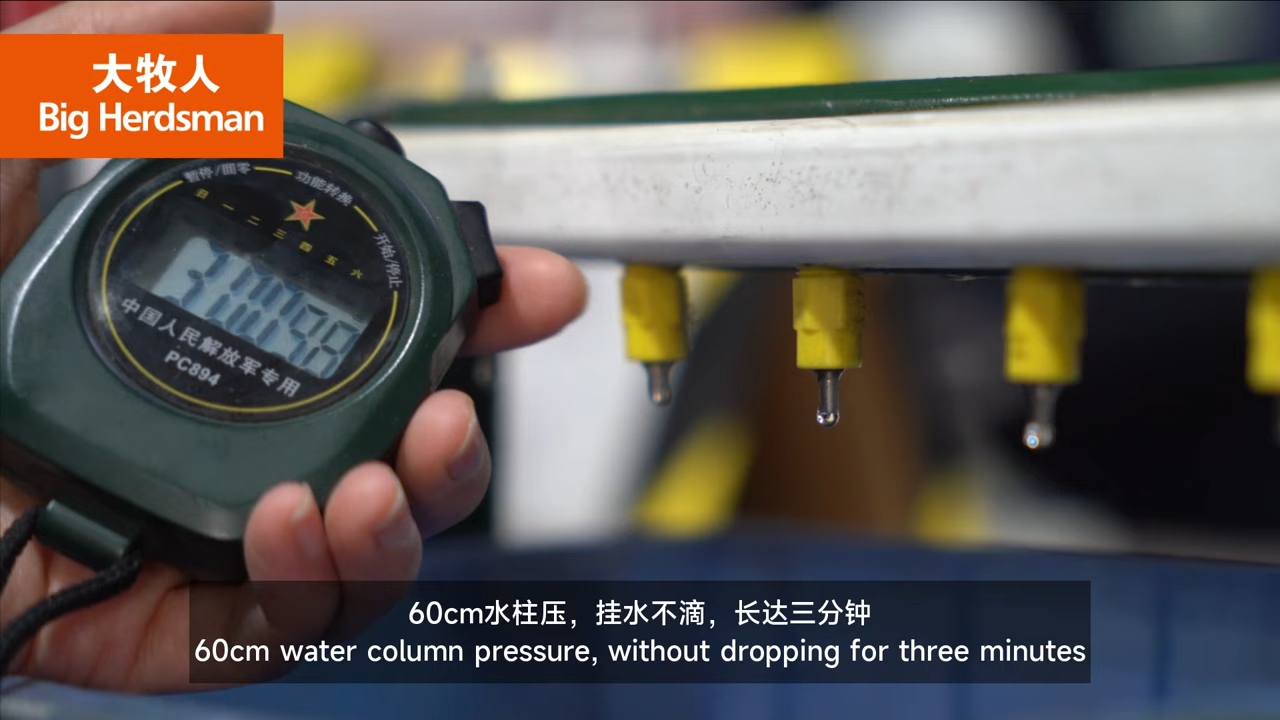 大牧人
Big Herdsman
暂停/回零
功能转换
日 一 二 三 四 五 六
开始/停止
中国人民解放军专用
PC894
60cm水柱压，挂水不滴，长达三分钟
60cm water column pressure, without dropping for three minutes